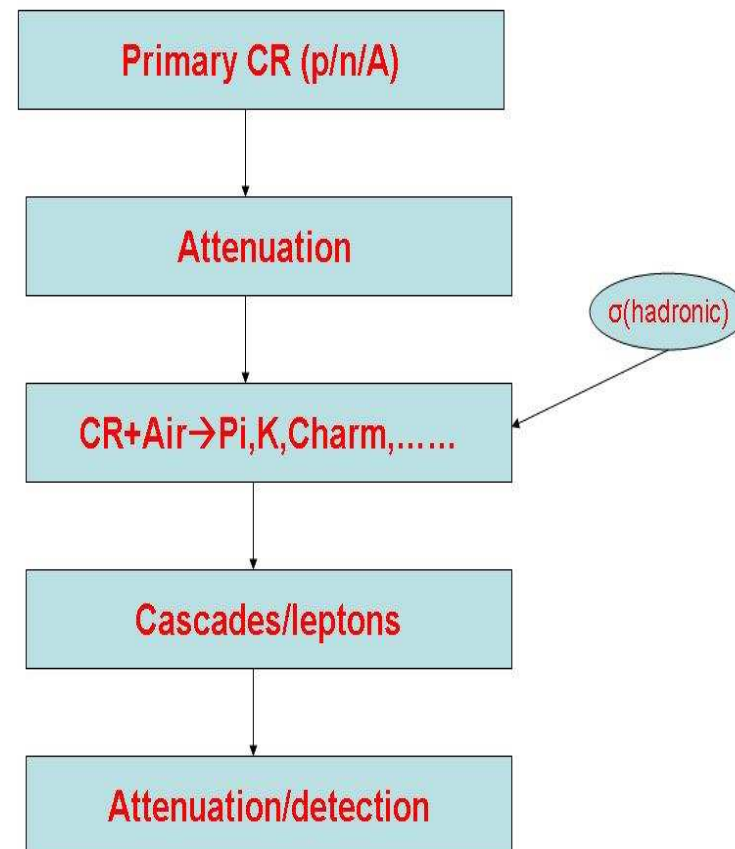 Primary CR (p/n/A)
Attenuation
σ(hadronic)
CR+Air→Pi,K,Charm,......
Cascades/leptons
Attenuation/detection